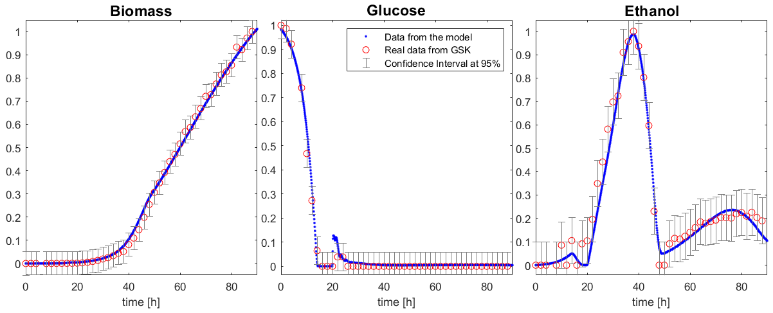 Biomass
Glucose
Ethanol
Data from the model
Real data from GSK
Confidence Interval at 95%
1
0.9
0.8
0.7
0.6
0.5
0.4
0.3
0.2
0.1
0
0 20 40 60 80
time [h]
1
0.9
0.8
0.7
0.6
0.5
0.4
0.3
0.2
0.1
0
0 20 40 60 80
time [h]
1
0.9
0.8
0.7
0.6
0.5
0.4
0.3
0.2
0.1
0
0 20 40 60 80
time [h]